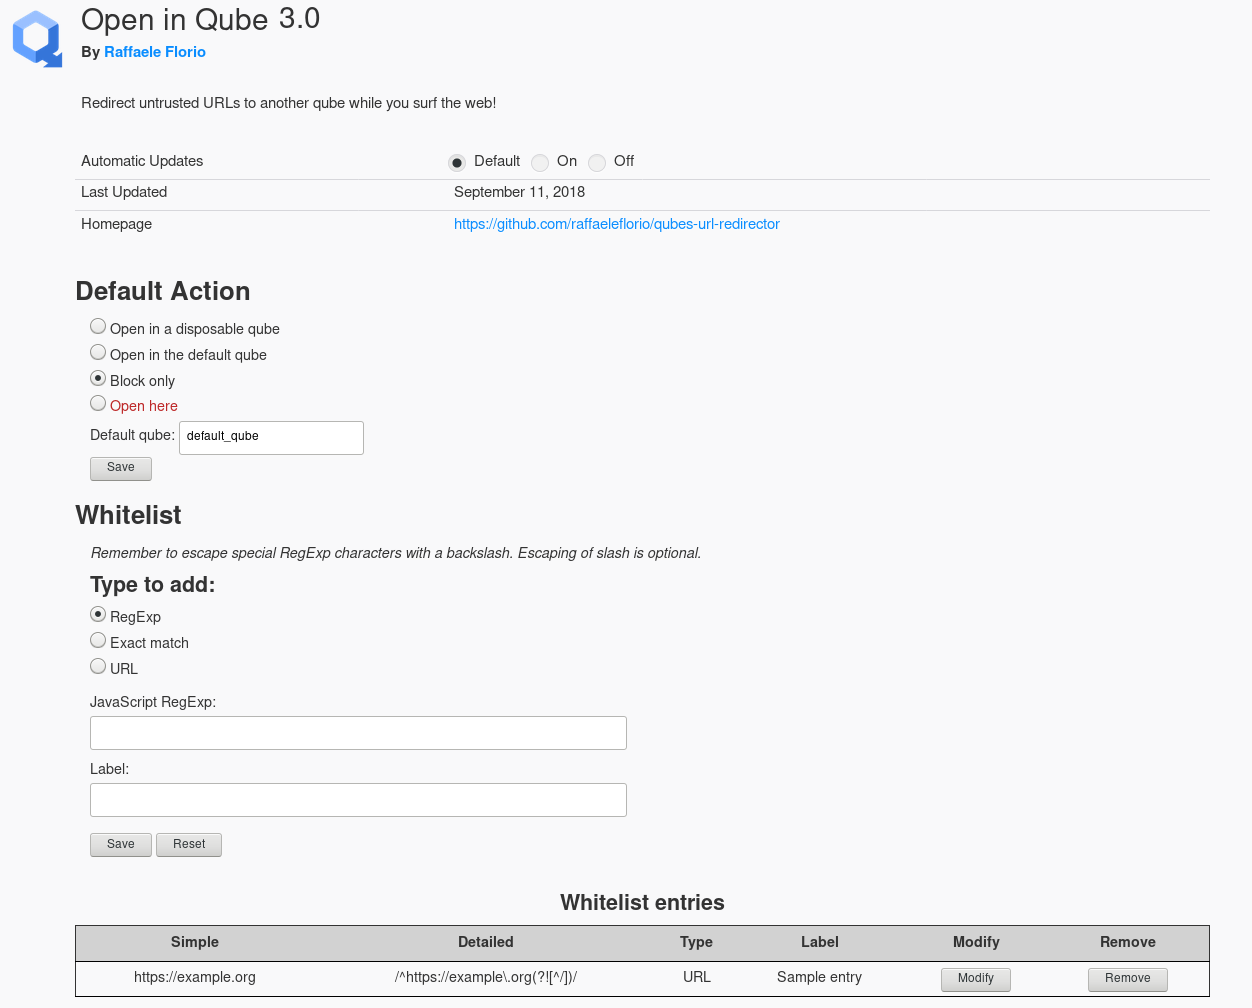 Open in Qube 3.0
By Raffaele Florio
Redirect untrusted URLs to another qube while you surf the web!
Automatic Updates Default On Off
Last Updated September 11, 2018
Homepage https://github.com/raffaeleflorio/qubes-url-redirector
Default Action
Open in a disposable qube
Open in the default qube
Block only
Open here
Default qube: default_qube
Save
Whitelist
Remember to escape special RegExp characters with a backslash. Escaping of slash is optional.
Type to add:
RegExp
Exact match
URL
JavaScript RegExp:
Label:
Save Reset
Whitelist entries
Simple Detailed Type Label Modify Remove
https://example.org /^https://example\.org(?![^/])/ URL Sample entry Modify Remove